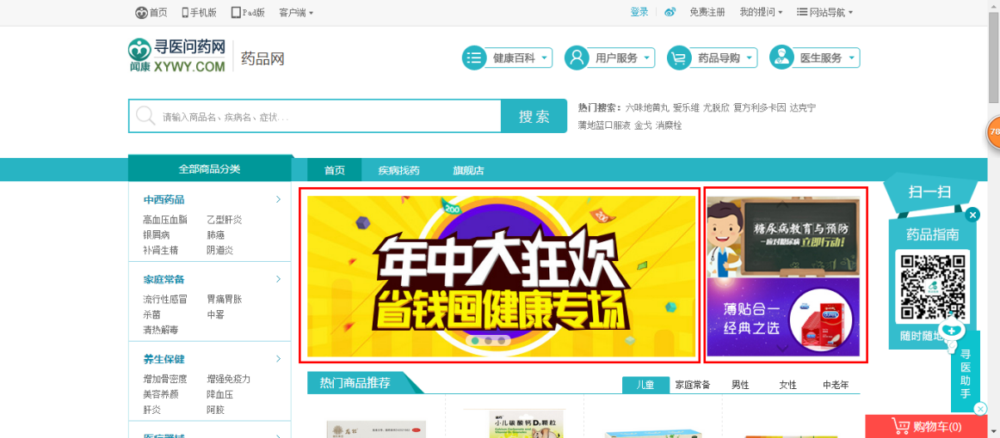 首页 手机版 Pad版 客户端 登录 免费注册 我的提问 网站导航
寻医问药网
闻康 XYWY.COM
药品网
健康百科 用户服务 药品导购 医生服务
请输入商品名、疾病名、症状...
搜索
热门搜索：六味地黄丸 爱乐维 尤脱欣 复方利多卡因 达克宁
蒲地蓝口服液 金戈 消糜栓
78
全部商品分类 首页 疾病找药 旗舰店
中西药品
高血压血脂 乙型肝炎
银屑病 肺癌
补肾生精 阴道炎
家庭常备
流行性感冒 胃痛胃胀
杀菌 中暑
清热解毒
养生保健
增加骨密度 增强免疫力
美容养颜 降血压
肝炎 阿胶
200
200
年中大狂欢
省钱囤健康专场
糖尿病教育与预防
应对糖尿病 立即行动!
薄贴合一
经典之选
durex
扫一扫
药品指南
随时随地
寻医助手
热门商品推荐 儿童 家庭常备 男性 女性 中老年
小儿碳酸钙D3颗粒
购物车(0)